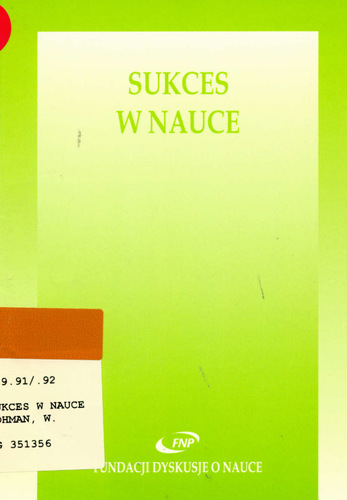 SUKCES
W NAUCE
9.91/.92
UKCES W NAUCE
OHMAN, W.
G 351356
FNP
FUNDACJI DYSKUSJE O NAUCE